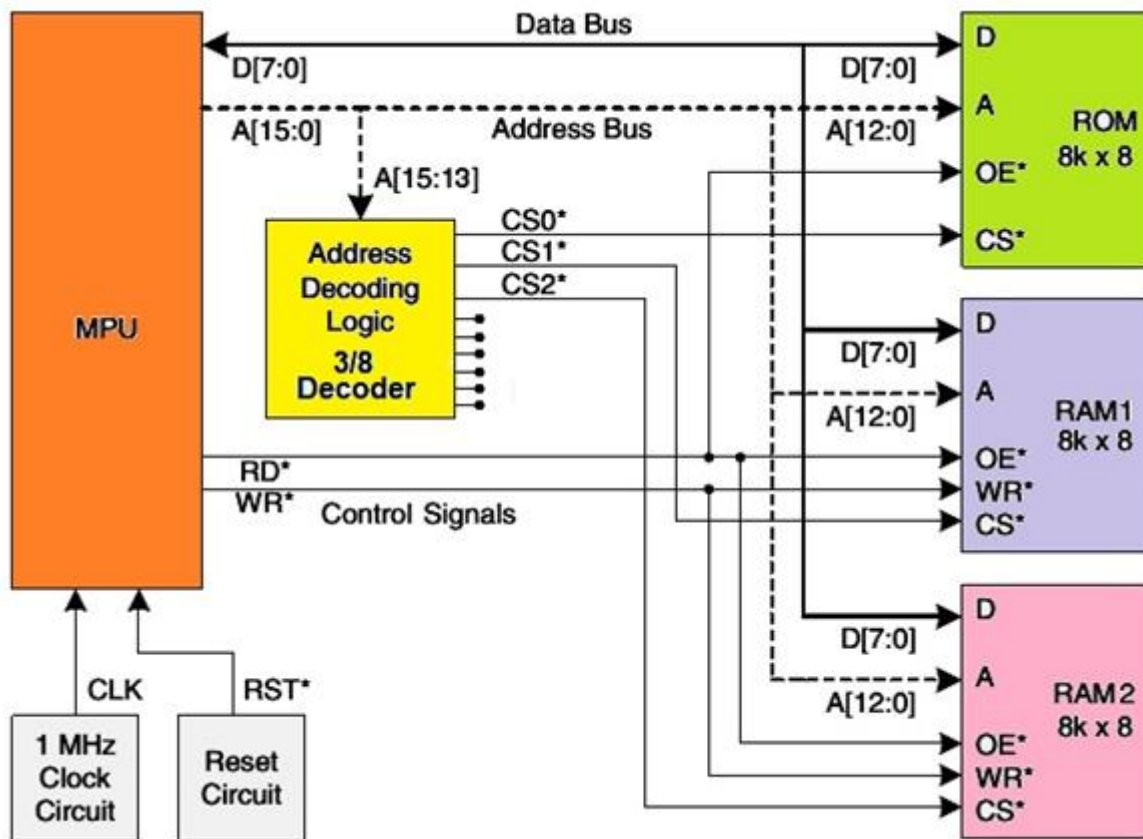 Data Bus
D[7:0]
D[7:0]
D
A[15:0]
Address Bus
A[12:0]
A
ROM
8k x 8
OE*
CS*
A[15:13]
CS0*
CS1*
CS2*
Address
Decoding
Logic
3/8
Decoder
MPU
D
D[7:0]
A
A[12:0]
RAM1
8k x 8
OE*
WR*
CS*
RD*
WR*
Control Signals
D
D[7:0]
A
A[12:0]
RAM2
8k x 8
OE*
WR*
CS*
CLK
RST*
1 MHz
Clock
Circuit
Reset
Circuit